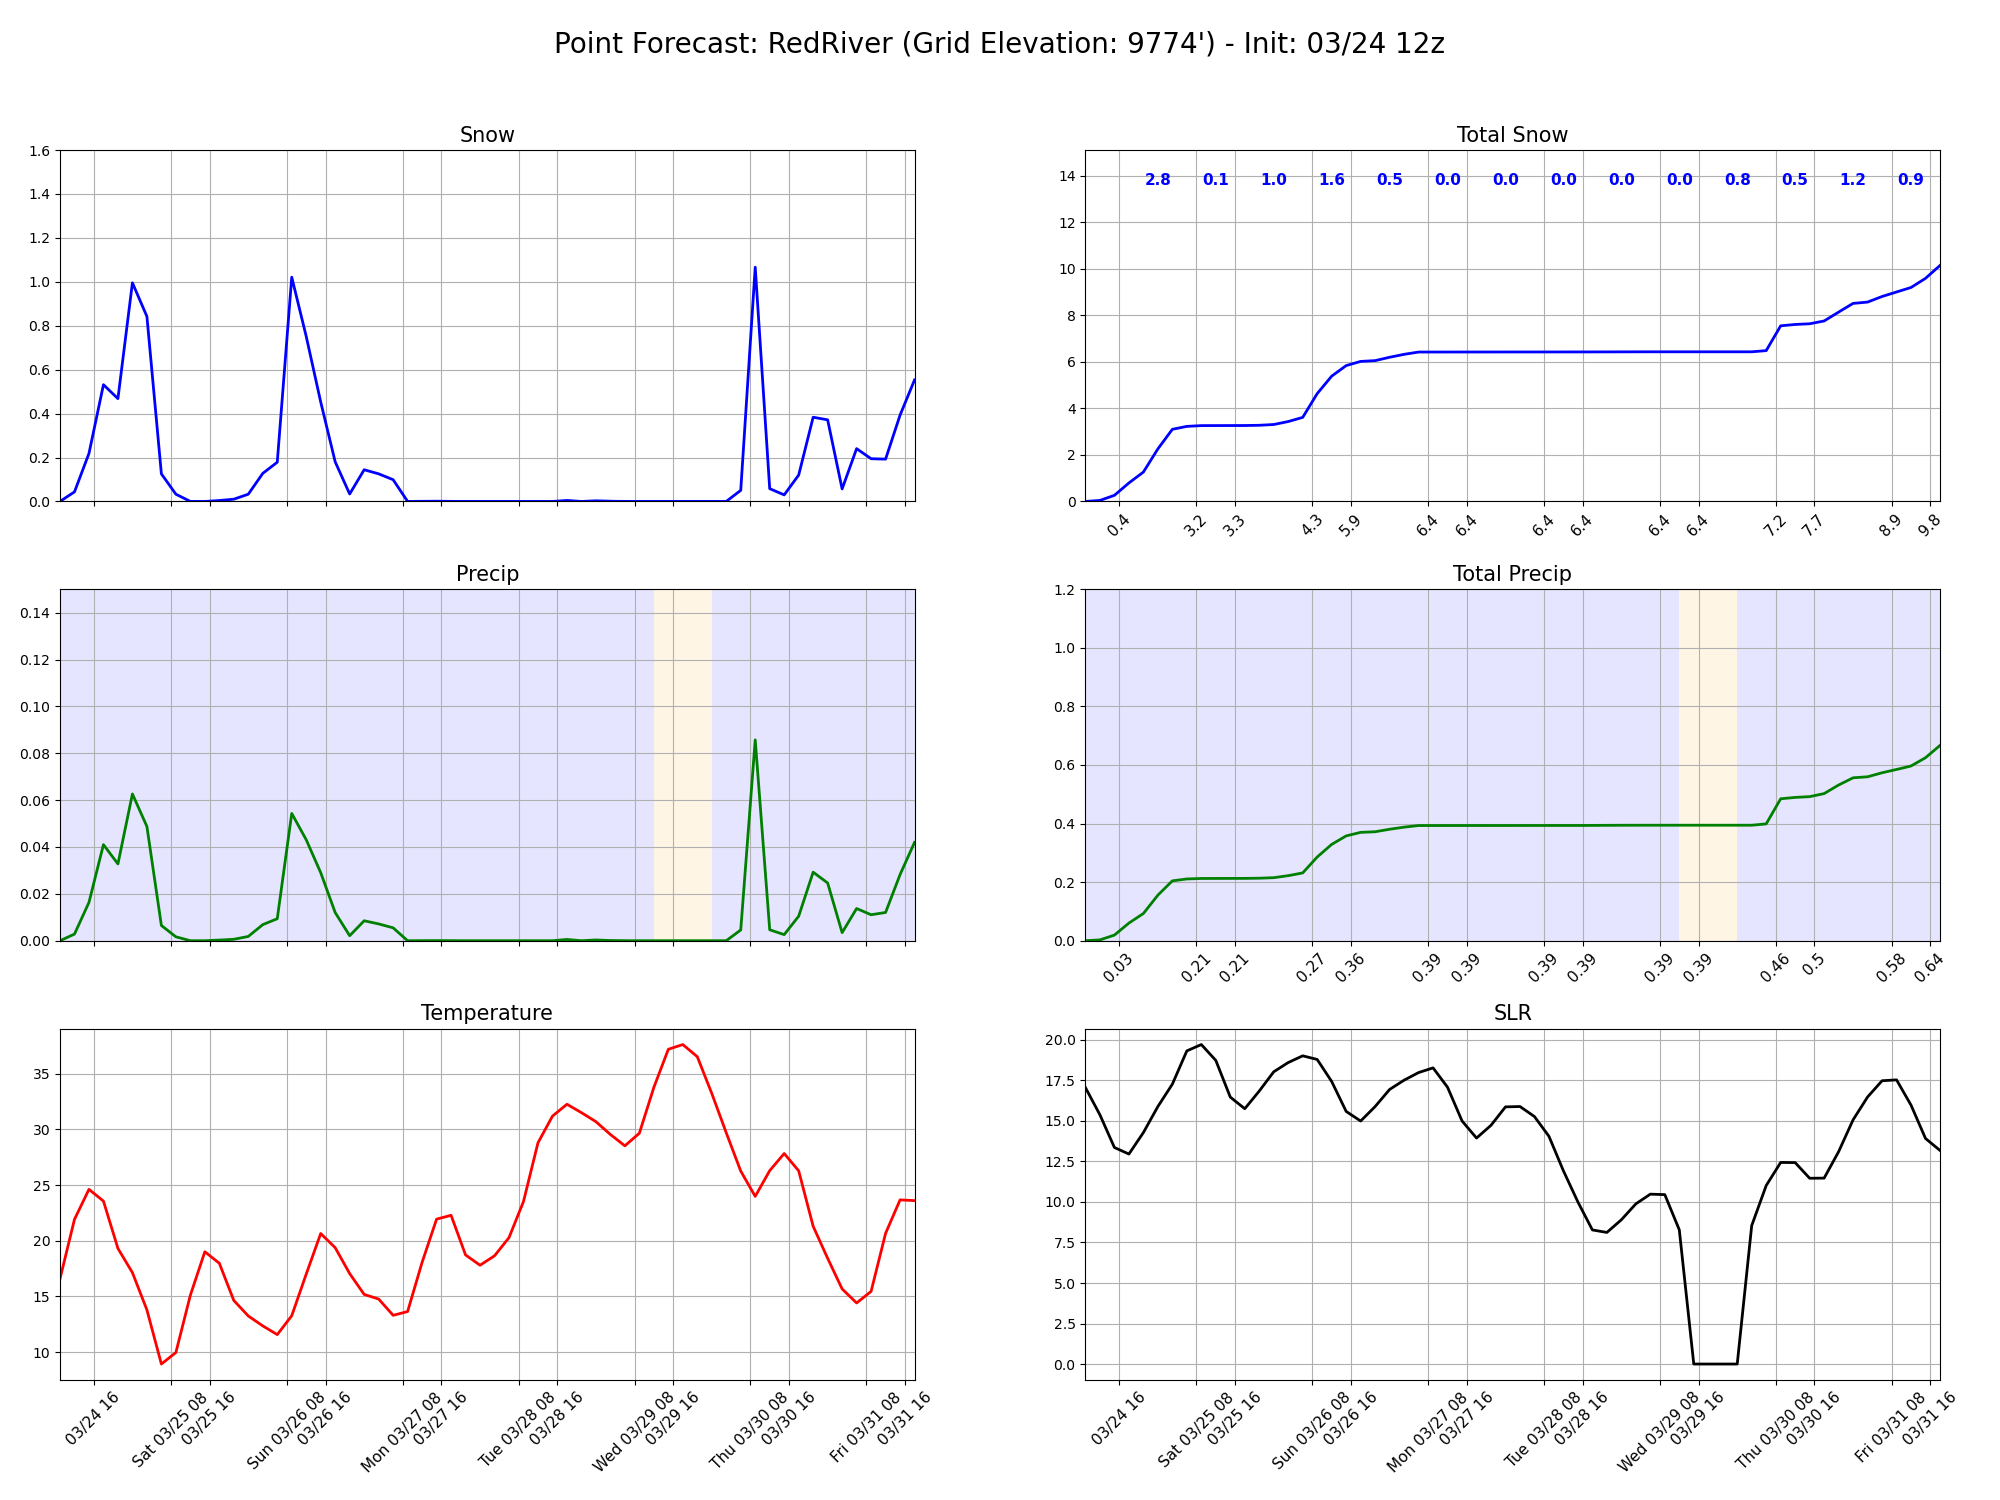 Point Forecast: RedRiver (Grid Elevation: 9774') - Init: 03/24 12z
Snow
1.6
1.4
1.2
1.0
0.8
0.6
0.4
0.2
0.0
Total Snow
14
12
10
8
6
4
2
0
2.8 0.1 1.0 1.6 0.5 0.0 0.0 0.0 0.0 0.0 0.8 0.5 1.2 0.9
0.4 3.2 3.3 4.3 5.9 6.4 6.4 6.4 6.4 6.4 6.4 7.2 7.7 8.9 9.8
Precip
0.14
0.12
0.10
0.08
0.06
0.04
0.02
0.00
Total Precip
1.2
1.0
0.8
0.6
0.4
0.2
0.0
0.03 0.21 0.21 0.27 0.36 0.39 0.39 0.39 0.39 0.39 0.39 0.46 0.5 0.58 0.64
Temperature
35
30
25
20
15
10
03/24 16
Sat 03/25 08
03/25 16
Sun 03/26 08
03/26 16
Mon 03/27 08
03/27 16
Tue 03/28 08
03/28 16
Wed 03/29 08
03/29 16
Thu 03/30 08
03/30 16
Fri 03/31 08
03/31 16
SLR
20.0
17.5
15.0
12.5
10.0
7.5
5.0
2.5
0.0
03/24 16
Sat 03/25 08
03/25 16
Sun 03/26 08
03/26 16
Mon 03/27 08
03/27 16
Tue 03/28 08
03/28 16
Wed 03/29 08
03/29 16
Thu 03/30 08
03/30 16
Fri 03/31 08
03/31 16